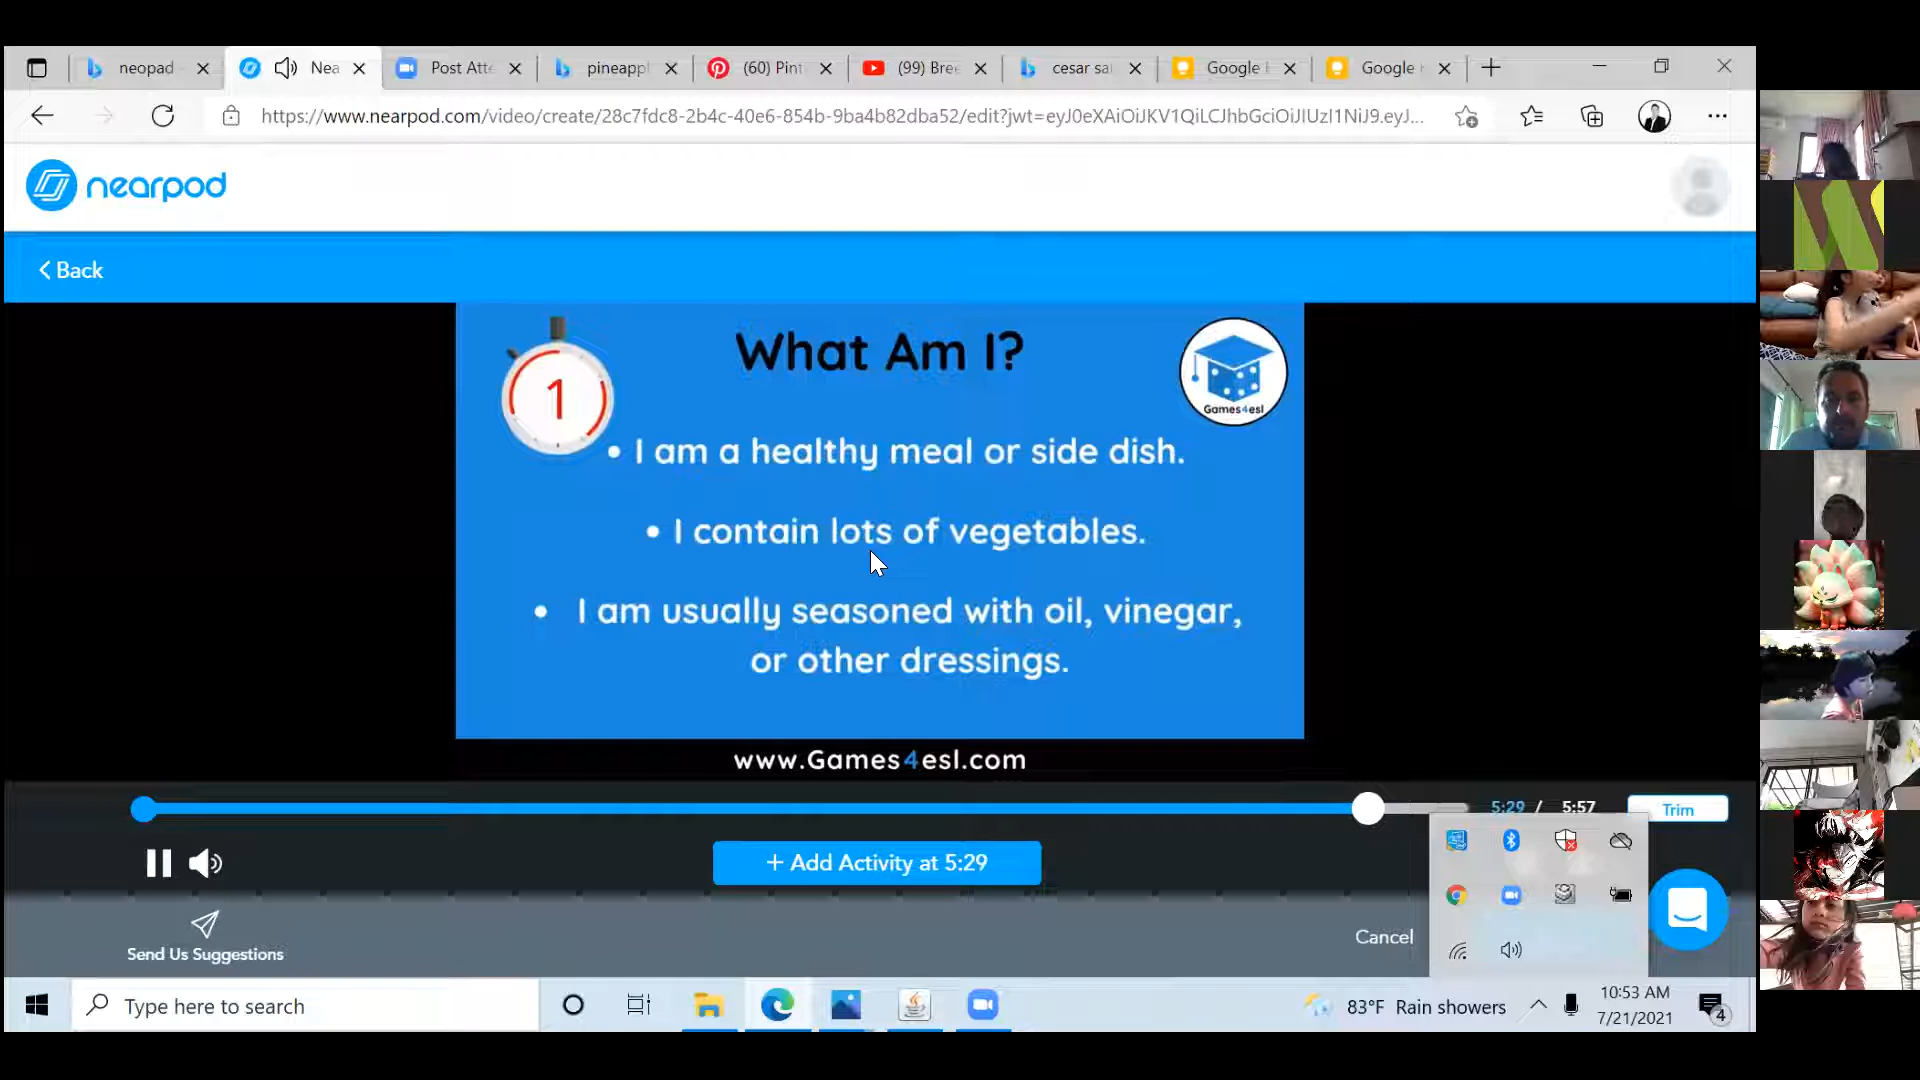 neopad
Nea
Post Atte
pineappl
(60) Pint
(99) Bree
cesar sal
Google
Google
https://www.nearpod.com/video/create/28c7fdc8-2b4c-40e6-854b-9ba4b82dba52/edit?jwt=eyJ0eXAiOiJKV1QiLCJhbGciOiJIUzI1NiJ9.eyJ...
nearpod
Back
1
What Am I?
Games4esl
• I am a healthy meal or side dish.
• I contain lots of vegetables.
• I am usually seasoned with oil, vinegar,
or other dressings.
www.Games4esl.com
5:29 / 5:57
Trim
+ Add Activity at 5:29
Send Us Suggestions
Cancel
Type here to search
83°F Rain showers
10:53 AM
7/21/2021
4